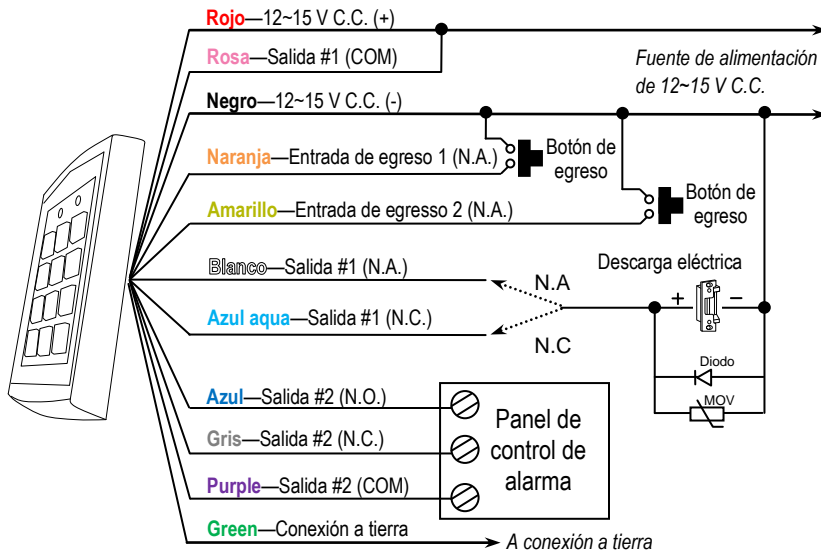 Rojo—12~15 V C.C. (+)
Rosa—Salida #1 (COM)
Fuente de alimentación
de 12~15 V C.C.
Negro—12~15 V C.C. (-)
Naranja—Entrada de egreso 1 (N.A.)
Botón de
egreso
Amarillo—Entrada de egresso 2 (N.A.)
Botón de
egreso
Blanco—Salida #1 (N.A.)
N.A
Descarga eléctrica
+ −
Azul aqua—Salida #1 (N.C.)
N.C
Diodo
MOV
Azul—Salida #2 (N.O.)
Gris—Salida #2 (N.C.)
Purple—Salida #2 (COM)
Panel de
control de
alarma
Green—Conexión a tierra
A conexión a tierra